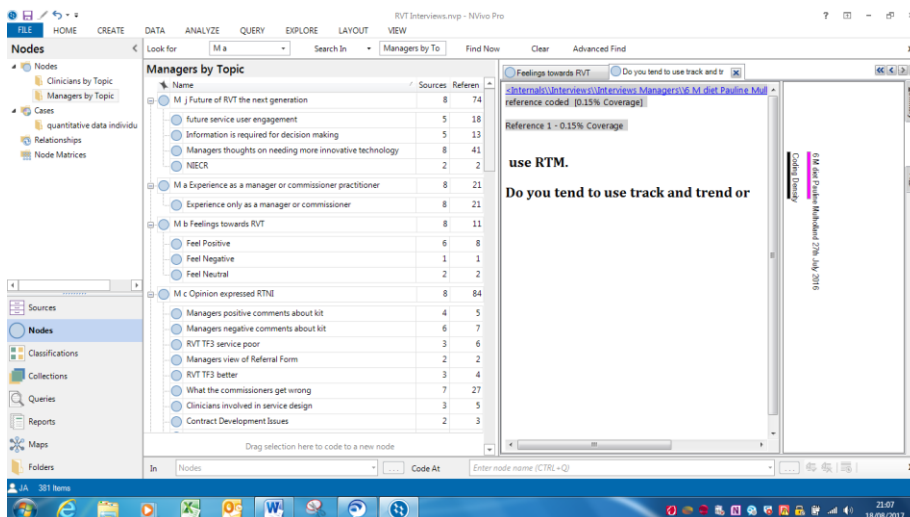 RVT Interviews.nvp - NVivo Pro
FILE HOME CREATE DATA ANALYZE QUERY EXPLORE LAYOUT VIEW
Nodes
Look for M a Search In Managers by To Find Now Clear Advanced Find
Nodes
Clinicians by Topic
Managers by Topic
Cases
quantitative data individu
Relationships
Node Matrices
Sources
Nodes
Classifications
Collections
Queries
Reports
Maps
Folders
Managers by Topic
Name Sources Referen
M j Future of RVT the next generation 8 74
future service user engagement 5 18
Information is required for decision making 5 13
Managers thoughts on needing more innovative technology 8 41
NIECR 2 2
M a Experience as a manager or commissioner practitioner 8 21
Experience only as a manager or commissioner 8 21
M b Feelings towards RVT 8 11
Feel Positive 6 8
Feel Negative 1 1
Feel Neutral 2 2
M c Opinion expressed RTNI 8 84
Managers positive comments about kit 4 5
Managers negative comments about kit 6 7
RVT TF3 service poor 3 6
Managers view of Referral Form 2 2
RVT TF3 better 3 4
What the commissioners get wrong 7 27
Clinicians involved in service design 3 5
Contract Development Issues 2 3
Drag selection here to code to a new node
Feelings towards RVT Do you tend to use track and tr
<Internals\\Interviews\\Interviews Managers\\6 M diet Pauline Mull
reference coded [0.15% Coverage]
Reference 1 - 0.15% Coverage
use RTM.
Do you tend to use track and trend or
Coding Density
6 M diet Pauline Mulholland 27th July 2016
In Nodes ... Code At Enter node name (CTRL+Q) ...
JA 381 Items
21:07
18/08/2017